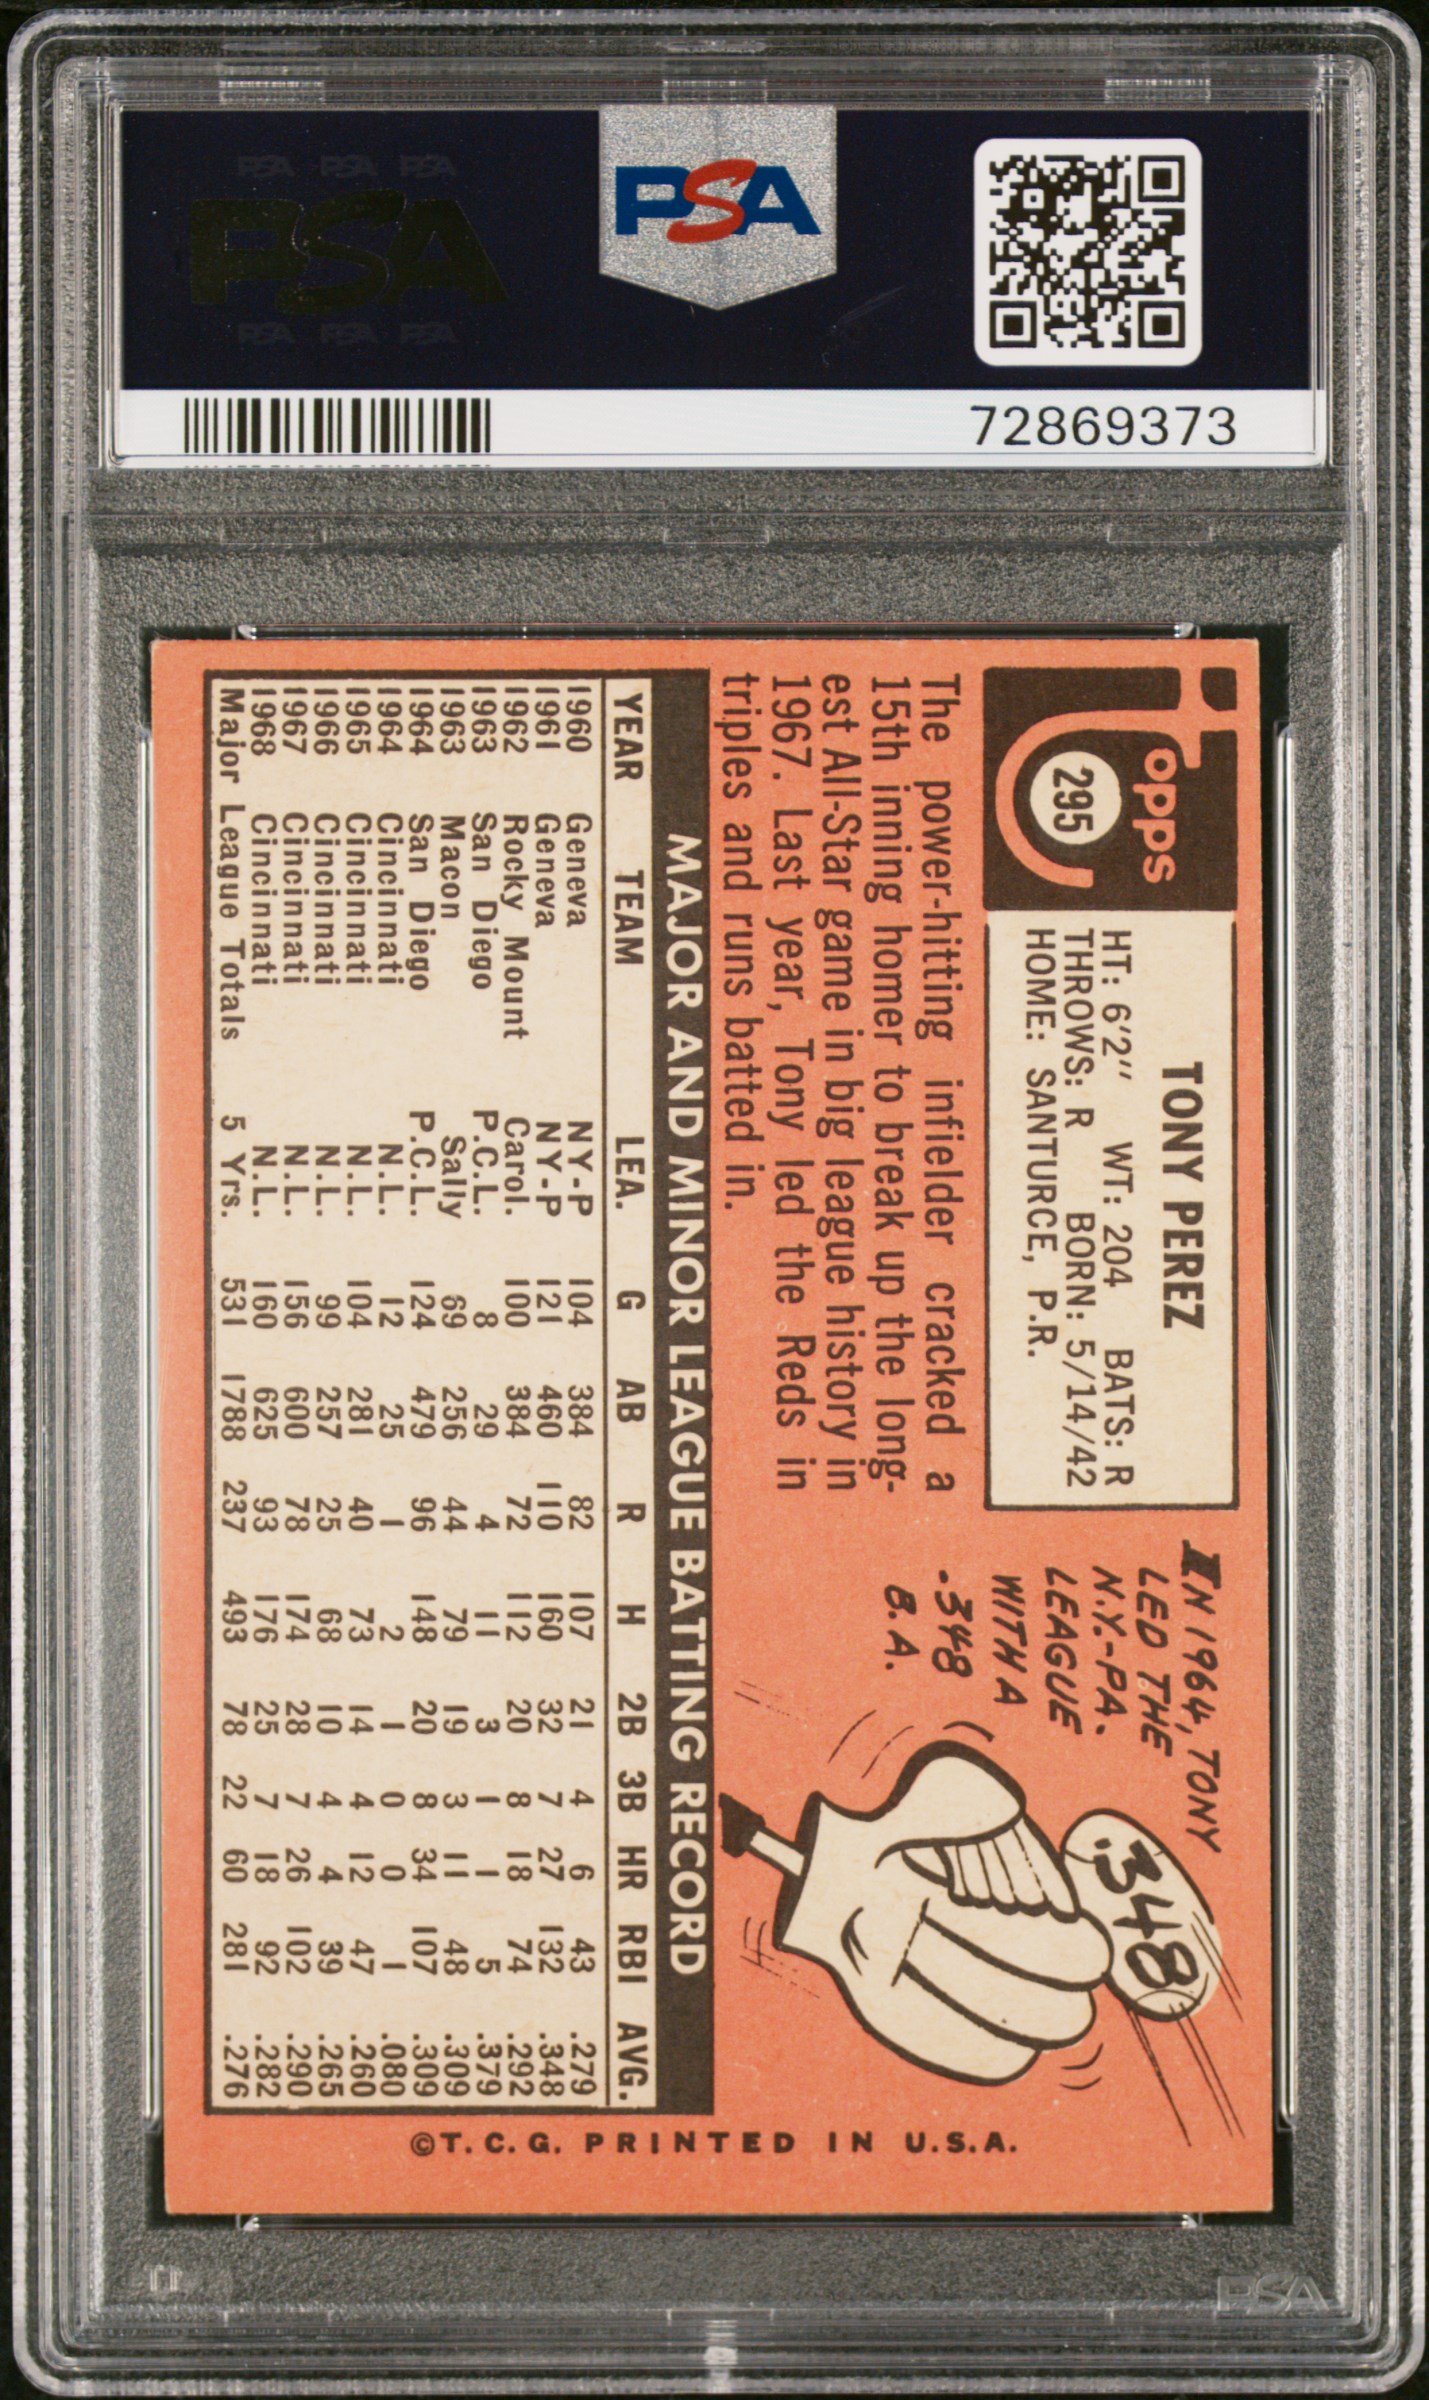 PSA PSA PSA
PSA
PSA PSA PSA
PSA
72869373
Topps
295
TONY PEREZ
HT: 6'2" WT: 204 BATS: R
THROWS: R BORN: 5/14/42
HOME: SANTURCE, P.R.
The power-hitting infielder cracked a
15th inning homer to break up the long-
est All-Star game in big league history in
1967. Last year, Tony led the Reds in
triples and runs batted in.
IN 1964, TONY
LED THE
N.Y.-PA.
LEAGUE
WITH A
.348
B.A.
.348
MAJOR AND MINOR LEAGUE BATTING RECORD
YEAR TEAM LEA. G AB R H 2B 3B HR RBI AVG.
1960 Geneva NY-P 104 384 82 107 21 4 6 43 .279
1961 Geneva NY-P 121 460 110 160 32 7 27 132 .348
1962 Rocky Mount Carol. 100 384 72 112 20 8 18 74 .292
1963 San Diego P.C.L. 8 29 4 11 3 1 1 5 .379
1963 Macon Sally 69 256 44 79 19 3 11 48 .309
1964 San Diego P.C.L. 124 479 96 148 20 8 34 107 .309
1964 Cincinnati N.L. 12 25 1 2 1 0 0 1 .080
1965 Cincinnati N.L. 104 281 40 73 14 4 12 47 .260
1966 Cincinnati N.L. 99 257 25 68 10 4 4 39 .265
1967 Cincinnati N.L. 156 600 78 174 28 7 26 102 .290
1968 Cincinnati N.L. 160 625 93 176 25 7 18 92 .282
Major League Totals 5 Yrs. 531 1788 237 493 78 22 60 281 .276
©T.C.G. PRINTED IN U.S.A.
PSA